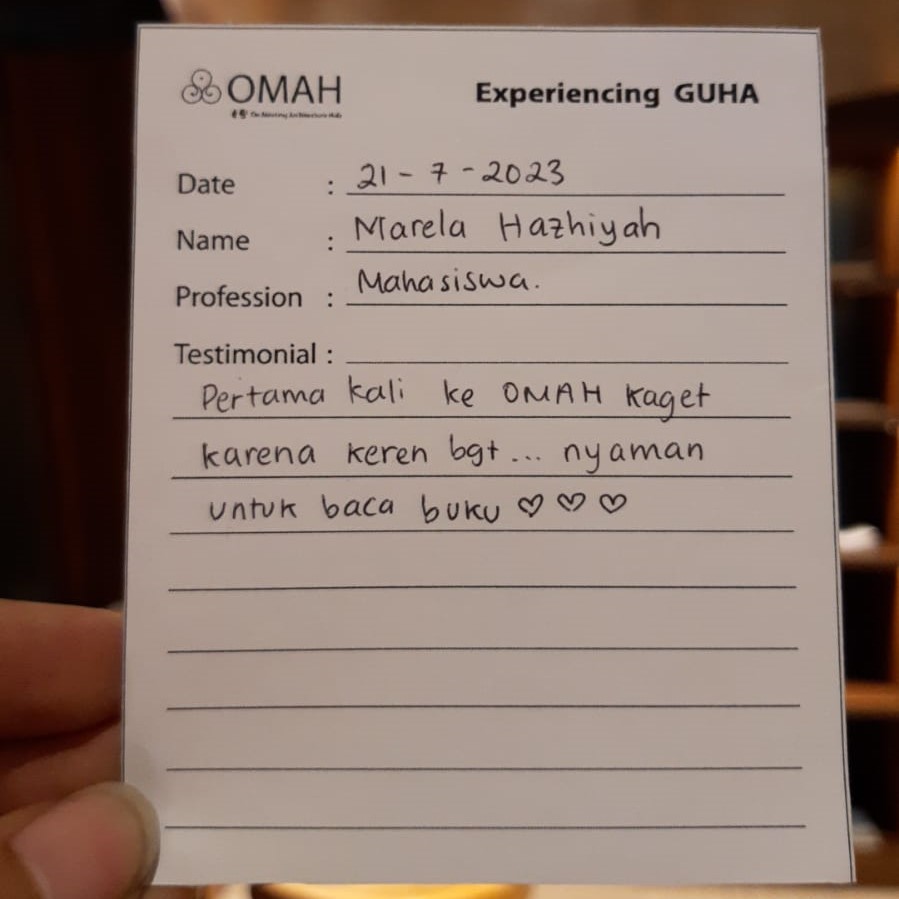 OMAH
Experiencing GUHA
Date : 21 - 7 - 2023
Name : Marela Hazhiyah
Profession : Mahasiswa.
Testimonial :
Pertama kali ke OMAH kaget
karena keren bgt ... nyaman
untuk baca buku ♡ ♡ ♡